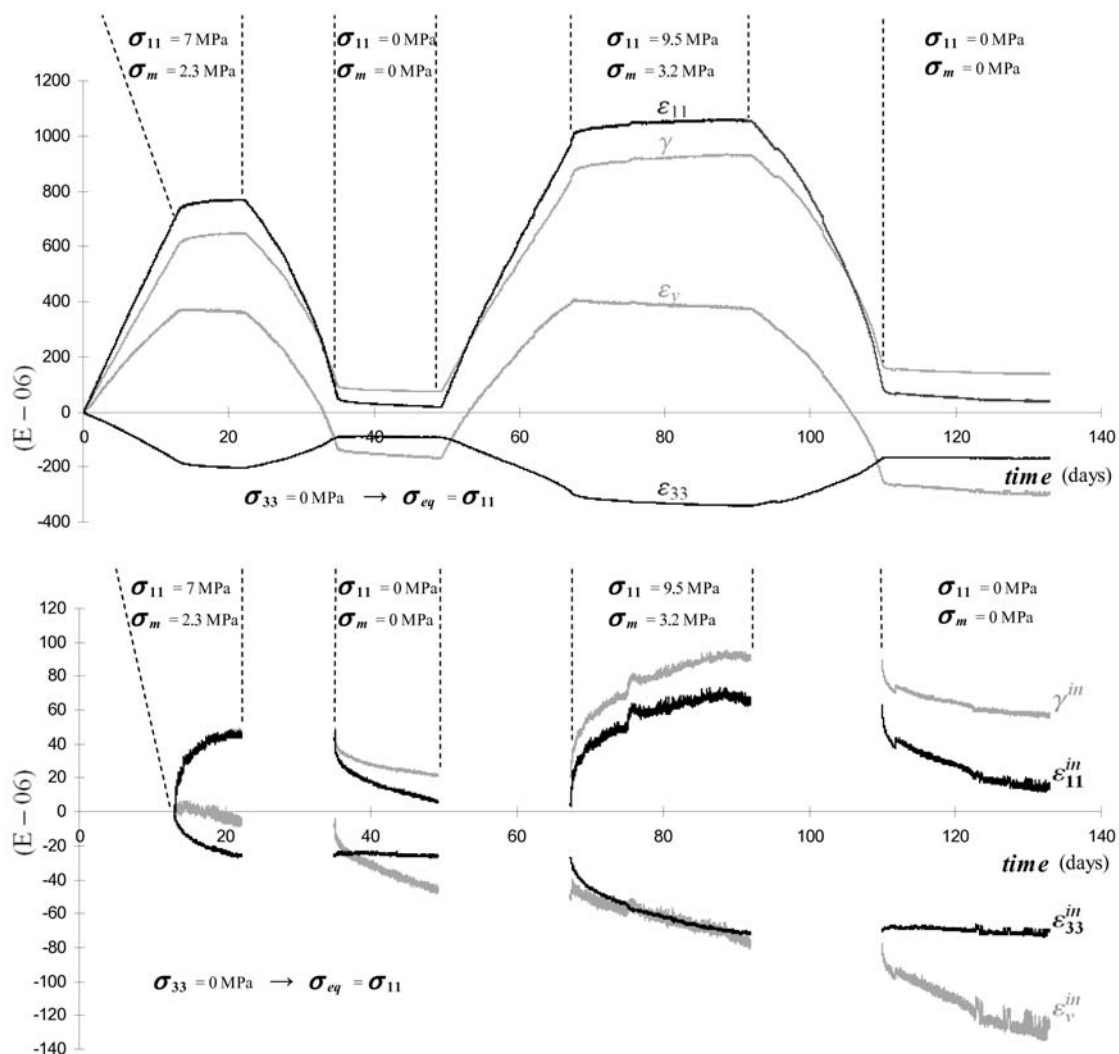 σ11 = 7 MPa σ11 = 0 MPa σ11 = 9.5 MPa σ11 = 0 MPa
σm = 2.3 MPa σm = 0 MPa σm = 3.2 MPa σm = 0 MPa
1200
1000
800
600
400
200
0
-200
-400
(E – 06)
0 20 40 60 80 100 120 140
ε11
γ
εv
ε33
time (days)
σ33 = 0 MPa → σeq = σ11
σ11 = 7 MPa σ11 = 0 MPa σ11 = 9.5 MPa σ11 = 0 MPa
σm = 2.3 MPa σm = 0 MPa σm = 3.2 MPa σm = 0 MPa
120
100
80
60
40
20
0
-20
-40
-60
-80
-100
-120
-140
(E – 06)
0 20 40 60 80 100 120 140
γin
ε11in
time (days)
ε33in
εvin
σ33 = 0 MPa → σeq = σ11